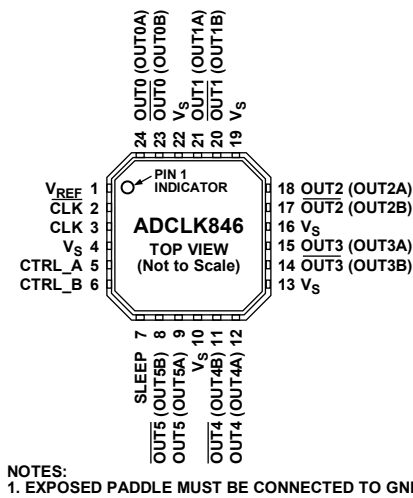 24 OUT0 (OUT0A)
23 OUT0 (OUT0B)
22 VS
21 OUT1 (OUT1A)
20 OUT1 (OUT1B)
19 VS
PIN 1
INDICATOR
VREF 1
CLK 2
CLK 3
VS 4
CTRL_A 5
CTRL_B 6
ADCLK846
TOP VIEW
(Not to Scale)
18 OUT2 (OUT2A)
17 OUT2 (OUT2B)
16 VS
15 OUT3 (OUT3A)
14 OUT3 (OUT3B)
13 VS
SLEEP 7
OUT5 (OUT5B) 8
OUT5 (OUT5A) 9
VS 10
OUT4 (OUT4B) 11
OUT4 (OUT4A) 12
NOTES:
1. EXPOSED PADDLE MUST BE CONNECTED TO